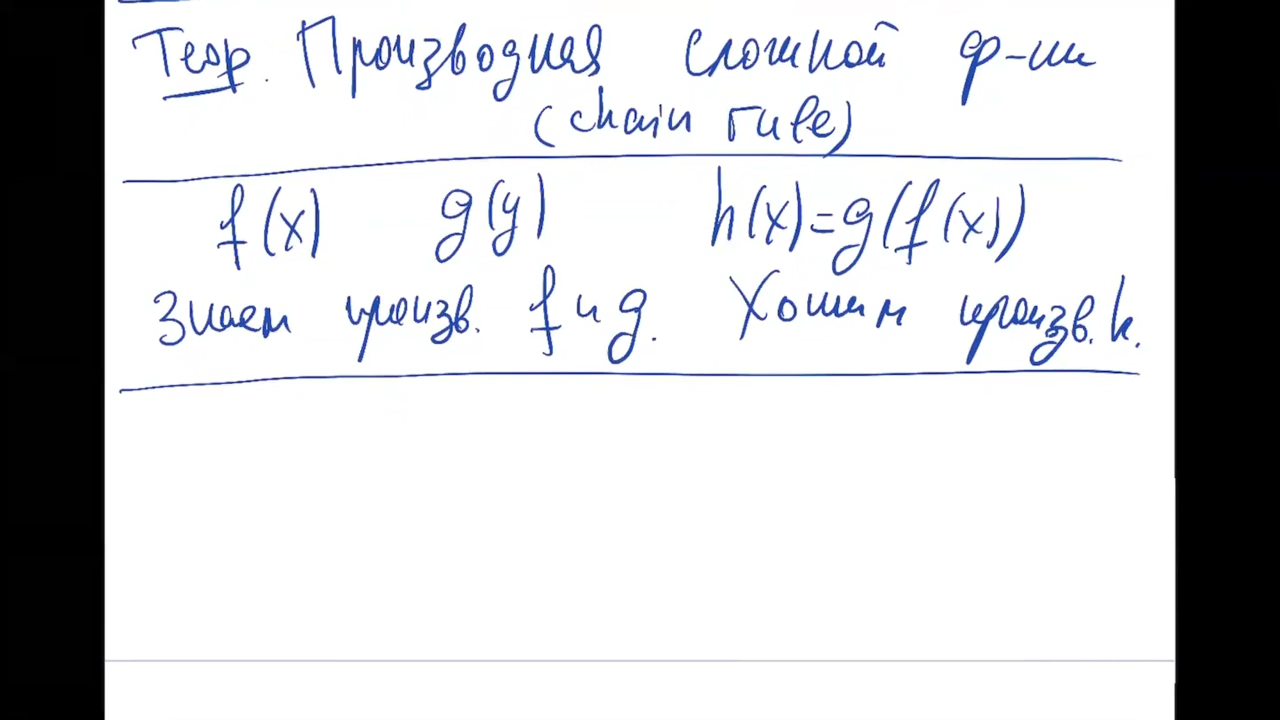 Теор. Производная сложной ф-ии
(chain rule)
f(x) g(y) h(x)=g(f(x))
Знаем произв. f и g. Хотим произв. h.